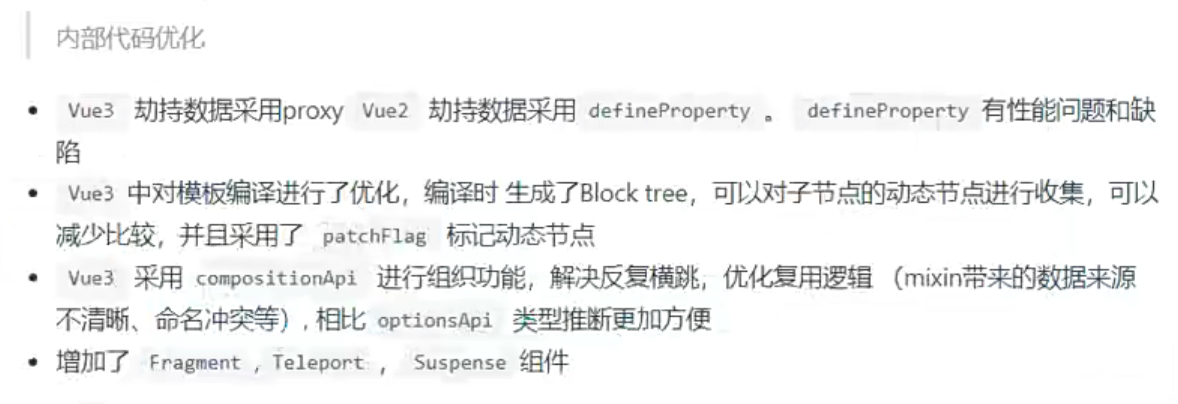 内部代码优化
Vue3 劫持数据采用proxy Vue2 劫持数据采用 defineProperty 。 defineProperty 有性能问题和缺
陷
Vue3 中对模板编译进行了优化，编译时 生成了Block tree，可以对子节点的动态节点进行收集，可以
减少比较，并且采用了 patchFlag 标记动态节点
Vue3 采用 compositionApi 进行组织功能，解决反复横跳，优化复用逻辑 （mixin带来的数据来源
不清晰、命名冲突等）, 相比 optionsApi 类型推断更加方便
增加了 Fragment , Teleport ， Suspense 组件